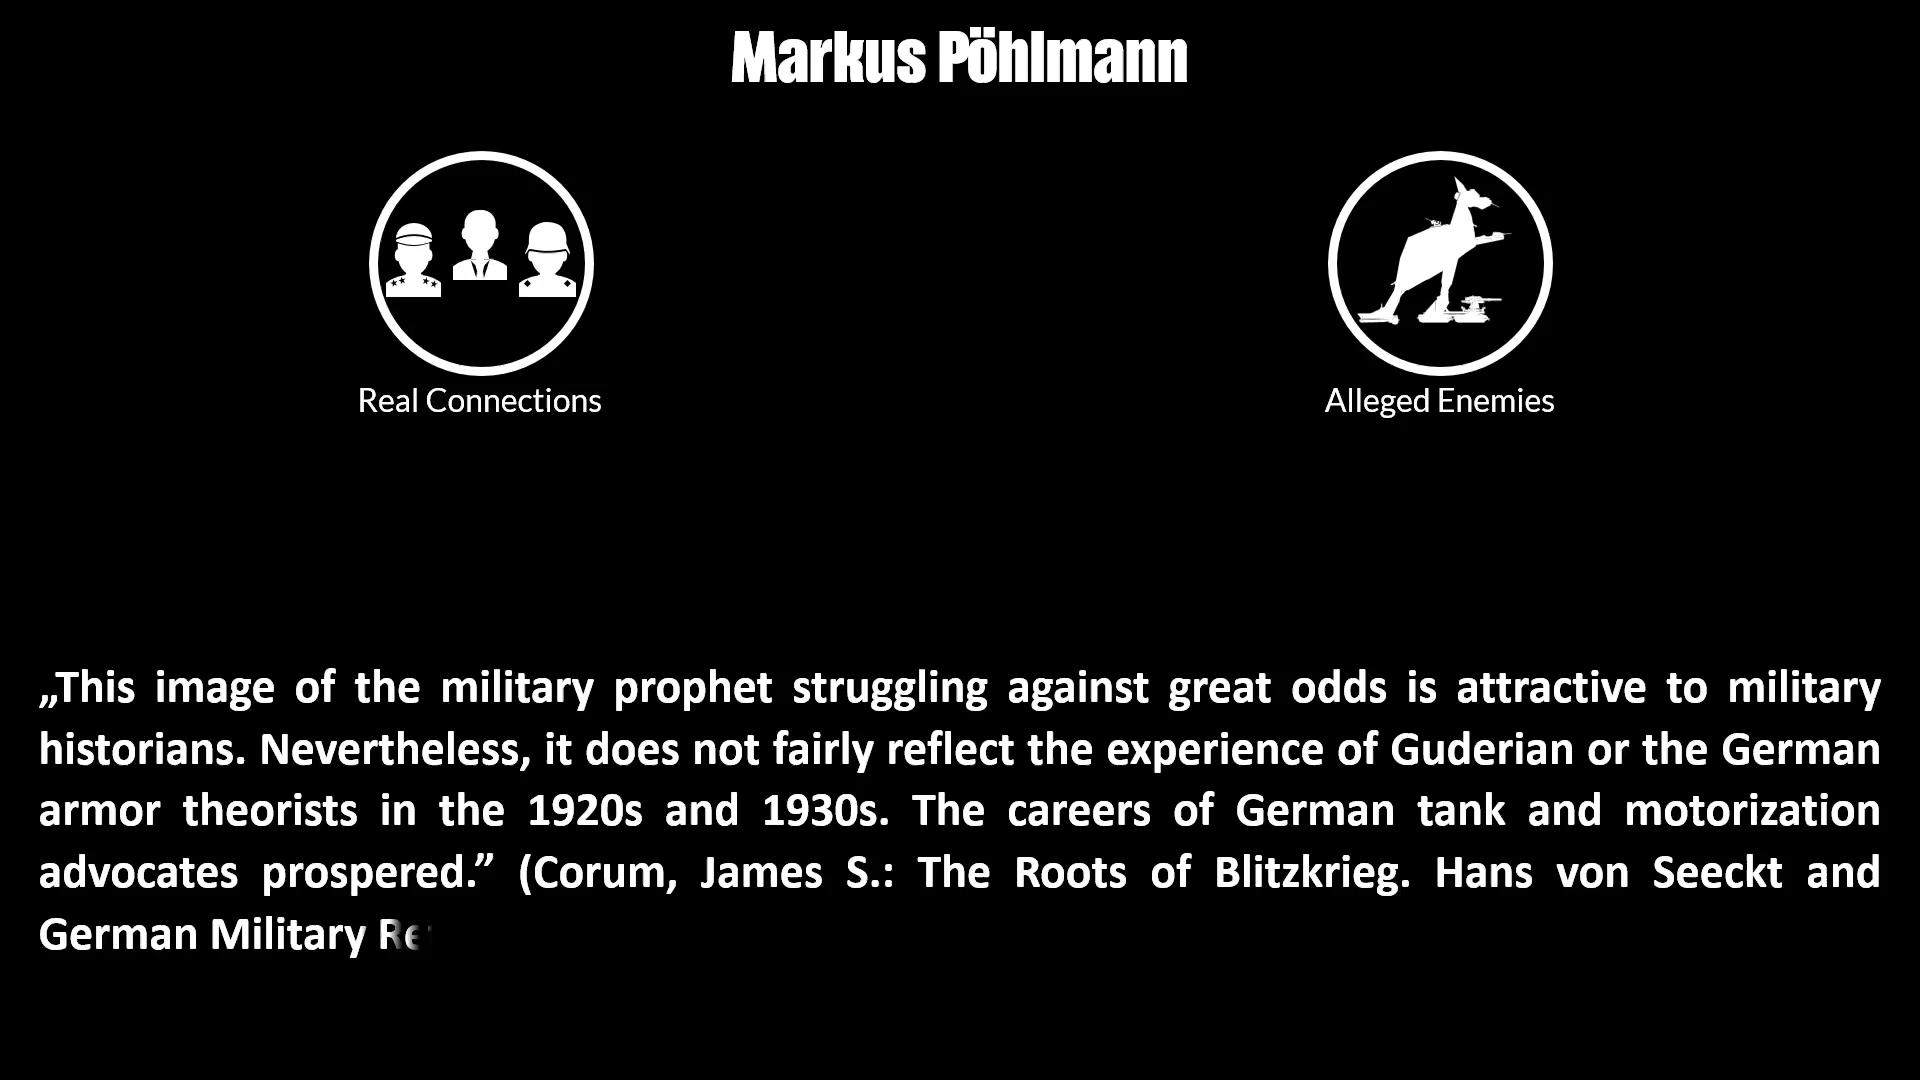 Markus Pöhlmann
Real Connections
Alleged Enemies
„This image of the military prophet struggling against great odds is attractive to military
historians. Nevertheless, it does not fairly reflect the experience of Guderian or the German
armor theorists in the 1920s and 1930s. The careers of German tank and motorization
advocates prospered.” (Corum, James S.: The Roots of Blitzkrieg. Hans von Seeckt and
German Military